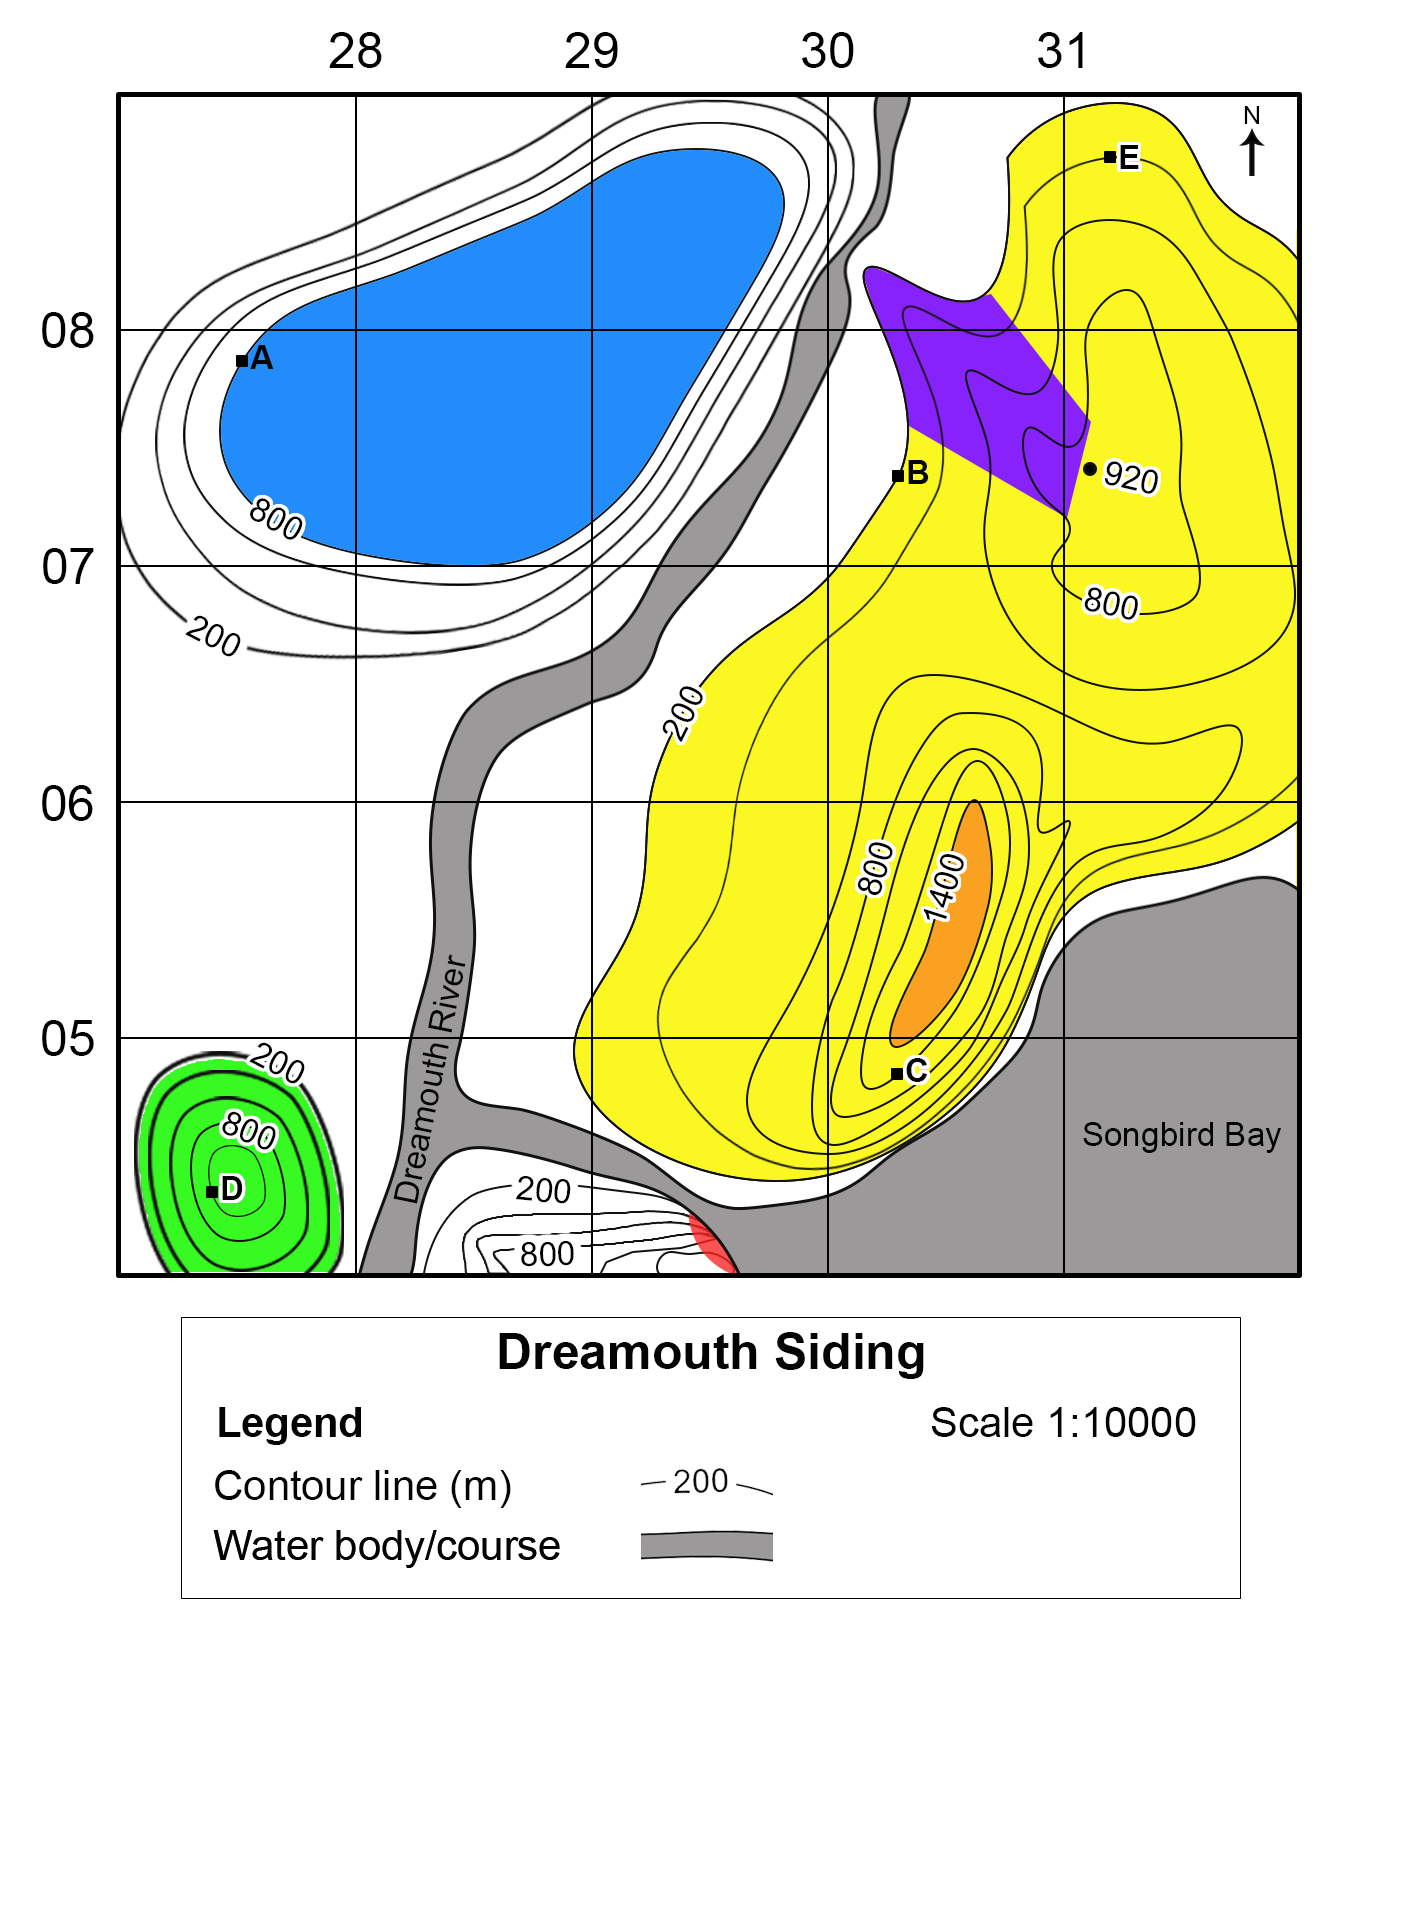 28 29 30 31
N
E
08
A
B
920
800
07
800
200
200
06
800
1400
05
200
C
Dreamouth River
800
Songbird Bay
D
200
800
Dreamouth Siding
Legend Scale 1:10000
Contour line (m) 200
Water body/course